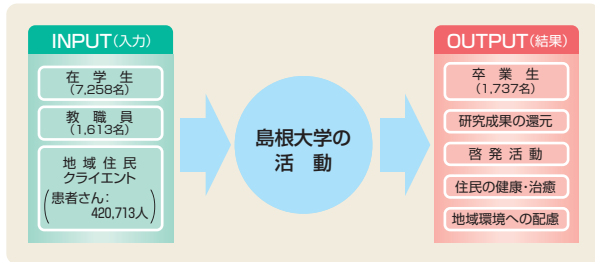 INPUT(入力)
在学生
(7,258名)
教職員
(1,613名)
地域住民
クライエント
(患者さん:
420,713人)
島根大学の
活動
OUTPUT(結果)
卒業生
(1,737名)
研究成果の還元
啓発活動
住民の健康・治癒
地域環境への配慮